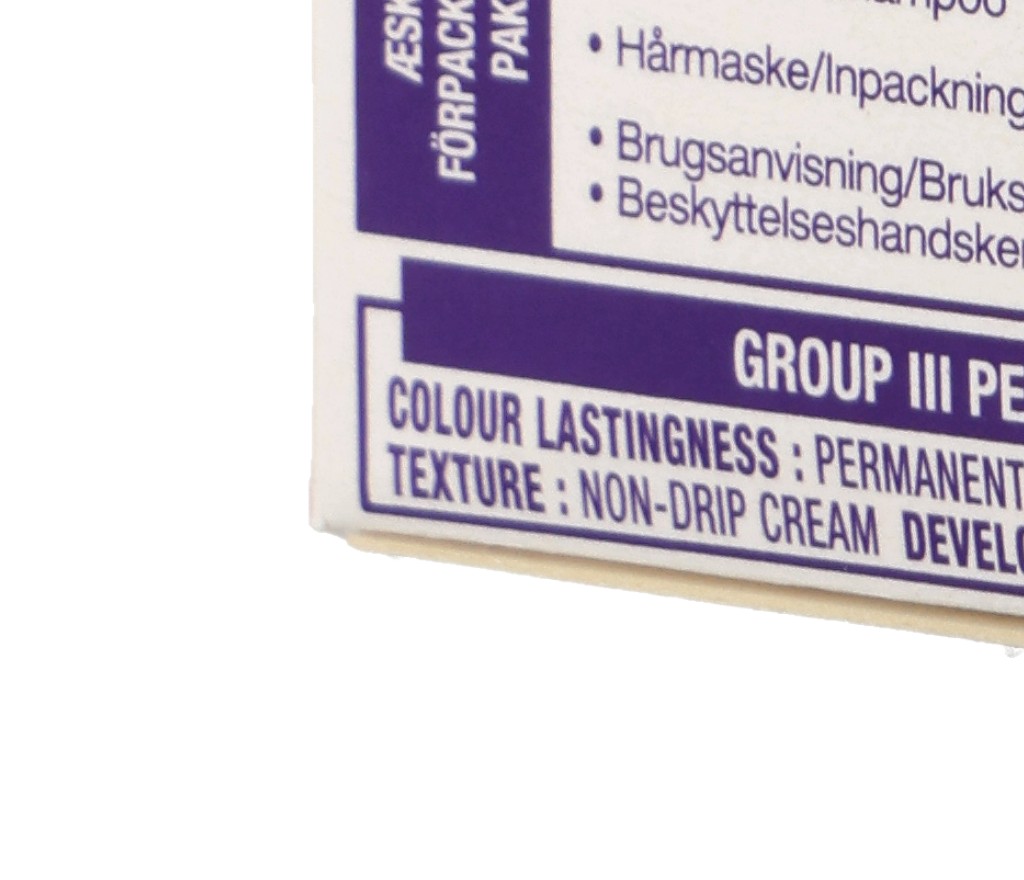 ÆSK
FÖRPACK
PAK
• Hårmaske/Inpackning
• Brugsanvisning/Bruks
• Beskyttelseshandsker
GROUP III PE
COLOUR LASTINGNESS : PERMANENT
TEXTURE : NON-DRIP CREAM DEVELO